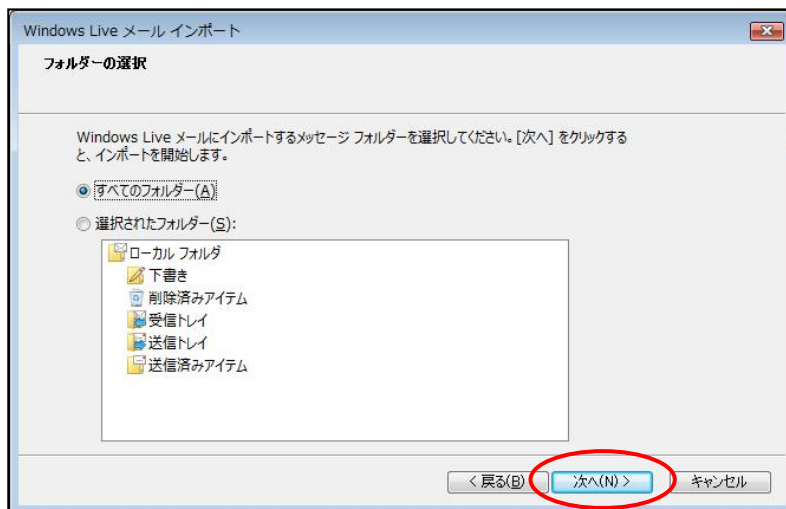 Windows Live メール インポート
フォルダーの選択
Windows Live メールにインポートするメッセージ フォルダーを選択してください。[次へ] をクリックする
と、インポートを開始します。
すべてのフォルダー(A)
選択されたフォルダー(S):
ローカル フォルダ
下書き
削除済みアイテム
受信トレイ
送信トレイ
送信済みアイテム
< 戻る(B) 次へ(N) > キャンセル